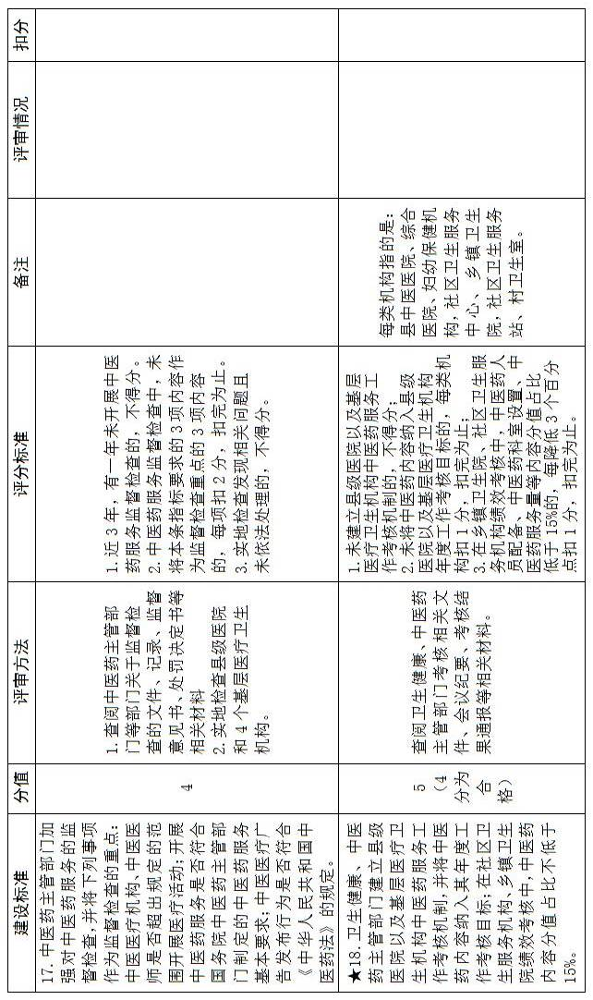 建设标准
分值
评审方法
评分标准
备注
评审情况
扣分
17. 中医药主管部门加
强对中医药服务的监
督检查,并将下列事项
作为监督检查的重点:
中医医疗机构、中医医
师是否超出规定的范
围开展医疗活动;开展
中医药服务是否符合
国务院中医药主管部
门制定的中医药服务
基本要求;中医医疗广
告发布行为是否符合
《中华人民共和国中
医药法》的规定。
4
1. 查阅中医药主管部
门等部门关于监督检
查的文件、记录、监督
意见书、处罚决定书等
相关材料
2. 实地检查县级医院
和 4 个基层医疗卫生
机构。
1. 近 3 年,有一年未开展中医
药服务监督检查的,不得分。
2. 中医药服务监督检查中,未
将本条指标要求的 3 项内容作
为监督检查重点的 3 项内容
的,每项扣 2 分,扣完为止。
3. 实地检查发现相关问题且
未依法处理的,不得分。
★18. 卫生健康、中医
药主管部门建立县级
医院以及基层医疗卫
生机构中医药服务工
作考核机制,并将中医
药内容纳入其年度工
作考核目标;在社区卫
生服务机构、乡镇卫生
院绩效考核中,中医药
内容分值占比不低于
15%。
5
(4
分为
合
格)
查阅卫生健康、中医药
主管部门考核相关文
件、会议纪要、考核结
果通报等相关材料。
1. 未建立县级医院以及基层
医疗卫生机构中医药服务工
作考核机制的,不得分;
2. 未将中医药内容纳入县级
医院以及基层医疗卫生机构
年度工作考核目标的,每类机
构扣 1 分,扣完为止;
3. 在乡镇卫生院、社区卫生服
务机构绩效考核中,中医药人
员配备、中医药科室设置、中
医药服务量等内容分值占比
低于 15%的,每降低 3 个百分
点扣 1 分,扣完为止。
每类机构指的是:
县中医医院、综合
医院、妇幼保健机
构,社区卫生服务
中心、乡镇卫生
院,社区卫生服务
站、村卫生室。